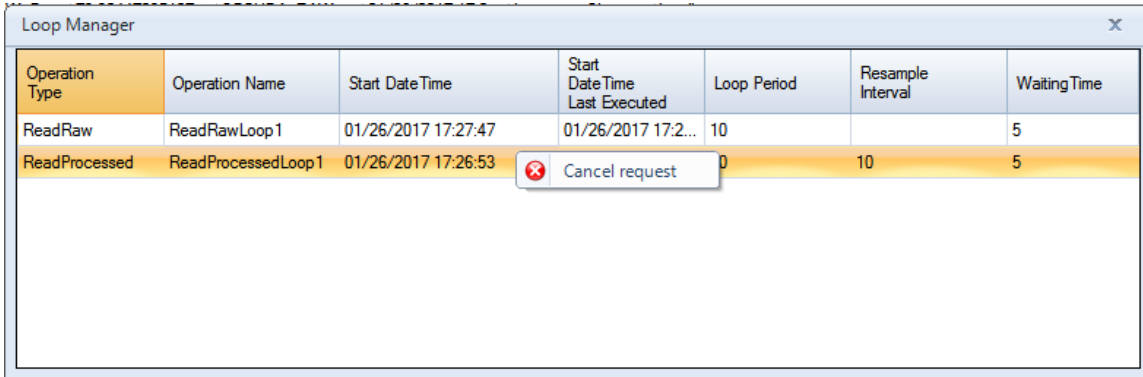 Loop Manager
Operation Type Operation Name Start DateTime Start DateTime Last Executed Loop Period Resample Interval WaitingTime
ReadRaw ReadRawLoop1 01/26/2017 17:27:47 01/26/2017 17:2... 10 5
ReadProcessed ReadProcessedLoop1 01/26/2017 17:26:53 Cancel request 0 10 5